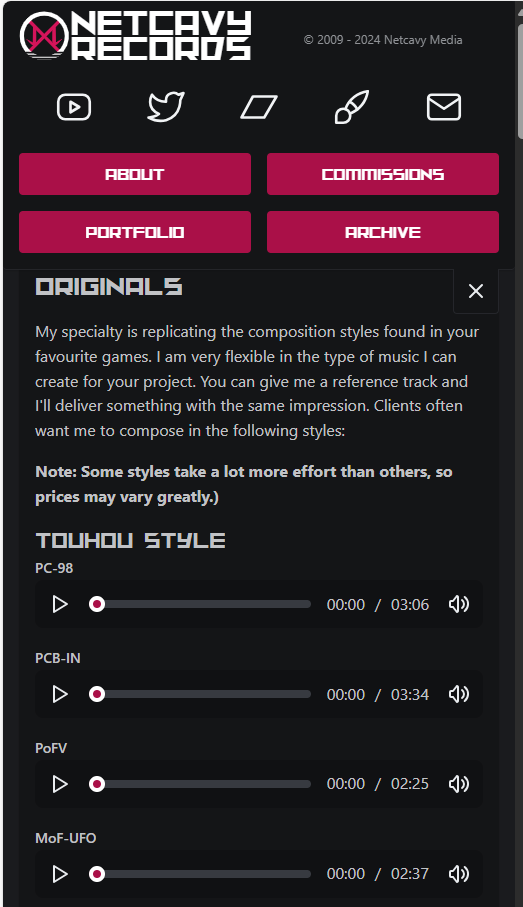 NETCAVY
RECORDS
© 2009 - 2024 Netcavy Media
ABOUT
COMMISSIONS
PORTFOLIO
ARCHIVE
ORIGINALS
My specialty is replicating the composition styles found in your
favourite games. I am very flexible in the type of music I can
create for your project. You can give me a reference track and
I'll deliver something with the same impression. Clients often
want me to compose in the following styles:
Note: Some styles take a lot more effort than others, so
prices may vary greatly.)
TOUHOU STYLE
PC-98
00:00 / 03:06
PCB-IN
00:00 / 03:34
PoFV
00:00 / 02:25
MoF-UFO
00:00 / 02:37